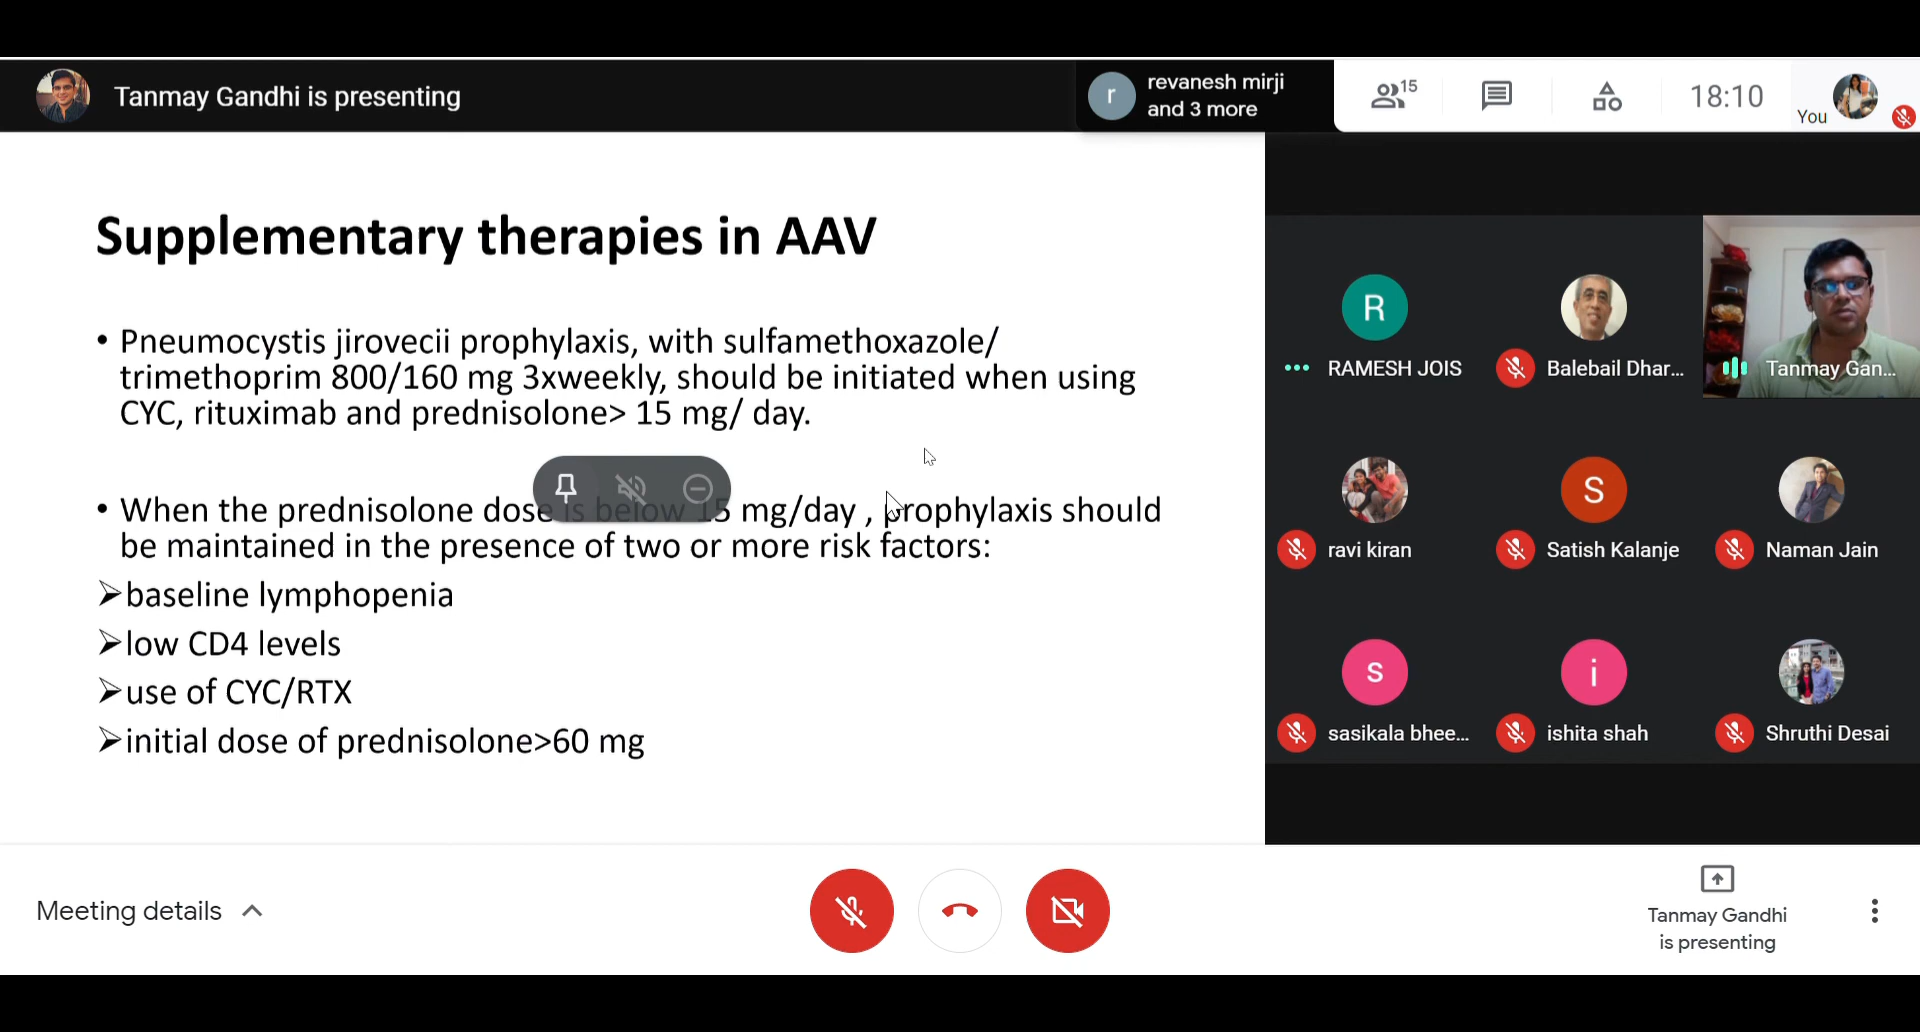 Tanmay Gandhi is presenting
r
revanesh mirji
and 3 more
15
18:10
You
Supplementary therapies in AAV
• Pneumocystis jirovecii prophylaxis, with sulfamethoxazole/
trimethoprim 800/160 mg 3xweekly, should be initiated when using
CYC, rituximab and prednisolone> 15 mg/ day.
• When the prednisolone dose is below 15 mg/day , prophylaxis should
be maintained in the presence of two or more risk factors:
➢baseline lymphopenia
➢low CD4 levels
➢use of CYC/RTX
➢initial dose of prednisolone>60 mg
R
RAMESH JOIS
Balebail Dhar...
Tanmay Gan...
ravi kiran
S
Satish Kalanje
Naman Jain
s
sasikala bhee...
i
ishita shah
Shruthi Desai
Meeting details
Tanmay Gandhi
is presenting